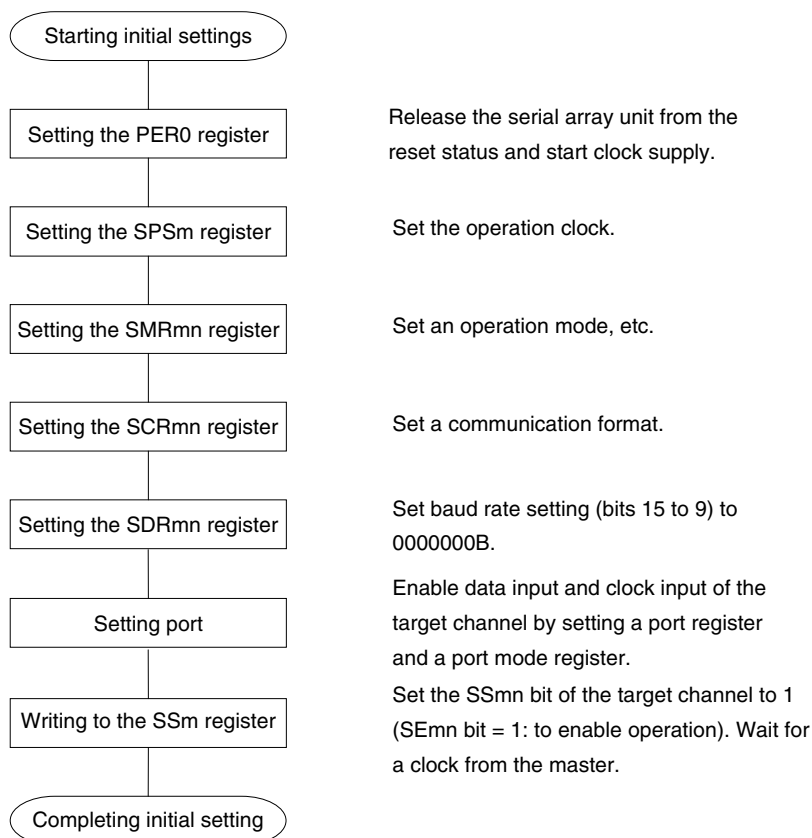 Starting initial settings
Setting the PER0 register
Release the serial array unit from the
reset status and start clock supply.
Setting the SPSm register
Set the operation clock.
Setting the SMRmn register
Set an operation mode, etc.
Setting the SCRmn register
Set a communication format.
Setting the SDRmn register
Set baud rate setting (bits 15 to 9) to
0000000B.
Setting port
Enable data input and clock input of the
target channel by setting a port register
and a port mode register.
Writing to the SSm register
Set the SSmn bit of the target channel to 1
(SEmn bit = 1: to enable operation). Wait for
a clock from the master.
Completing initial setting